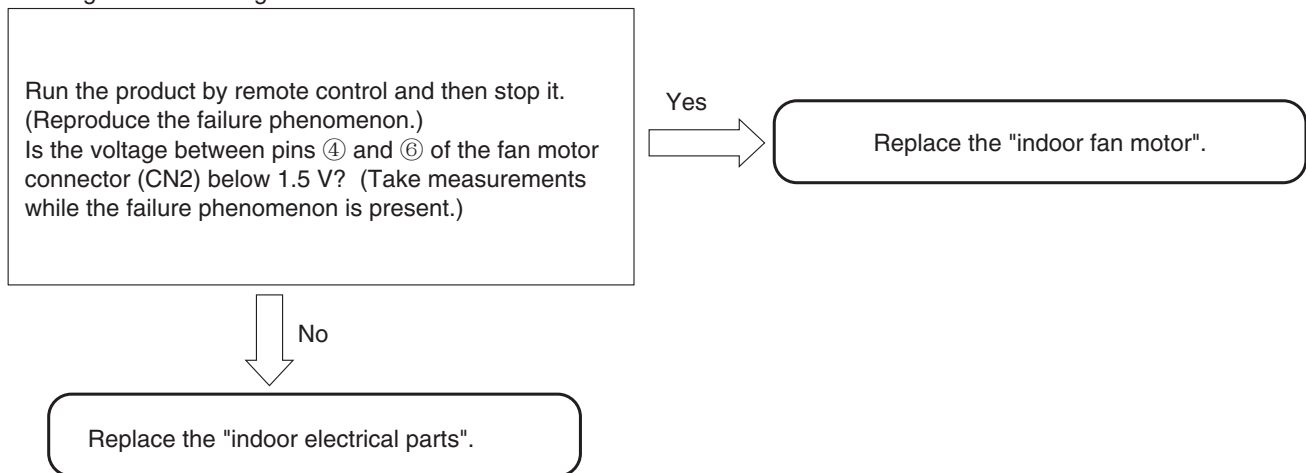 Run the product by remote control and then stop it.
(Reproduce the failure phenomenon.)
Is the voltage between pins ④ and ⑥ of the fan motor
connector (CN2) below 1.5 V? (Take measurements
while the failure phenomenon is present.)
Yes
Replace the "indoor fan motor".
No
Replace the "indoor electrical parts".